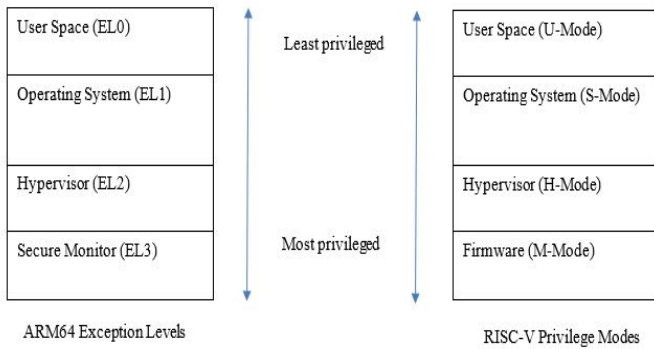 User Space (EL0)
Operating System (EL1)
Hypervisor (EL2)
Secure Monitor (EL3)
ARM64 Exception Levels
Least privileged
Most privileged
User Space (U-Mode)
Operating System (S-Mode)
Hypervisor (H-Mode)
Firmware (M-Mode)
RISC-V Privilege Modes